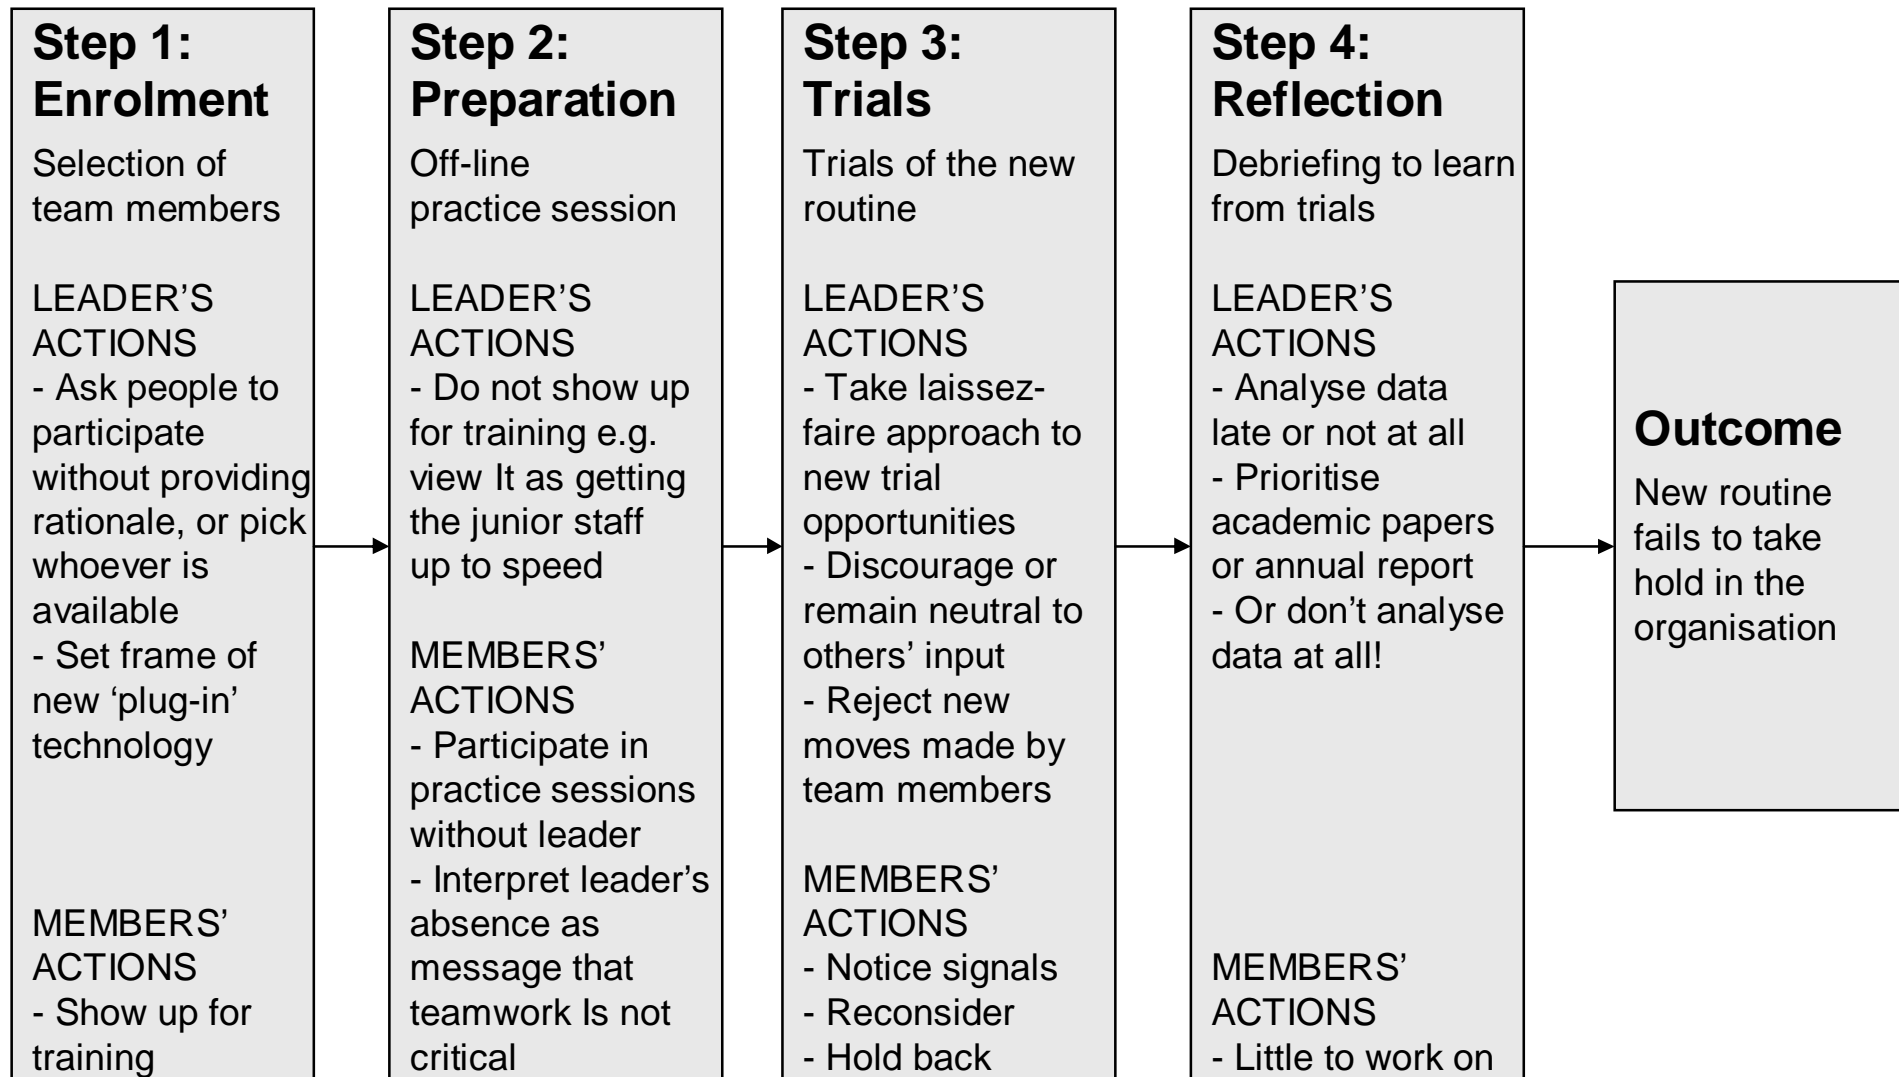 Step 1:
Enrolment
Selection of
team members
LEADER’S
ACTIONS
- Ask people to
participate
without providing
rationale, or pick
whoever is
available
- Set frame of
new ‘plug-in’
technology
MEMBERS’
ACTIONS
- Show up for
training
Step 2:
Preparation
Off-line
practice session
LEADER’S
ACTIONS
- Do not show up
for training e.g.
view It as getting
the junior staff
up to speed
MEMBERS’
ACTIONS
- Participate in
practice sessions
without leader
- Interpret leader’s
absence as
message that
teamwork Is not
critical
Step 3:
Trials
Trials of the new
routine
LEADER’S
ACTIONS
- Take laissez-
faire approach to
new trial
opportunities
- Discourage or
remain neutral to
others’ input
- Reject new
moves made by
team members
MEMBERS’
ACTIONS
- Notice signals
- Reconsider
- Hold back
Step 4:
Reflection
Debriefing to learn
from trials
LEADER’S
ACTIONS
- Analyse data
late or not at all
- Prioritise
academic papers
or annual report
- Or don’t analyse
data at all!
MEMBERS’
ACTIONS
- Little to work on
Outcome
New routine
fails to take
hold in the
organisation